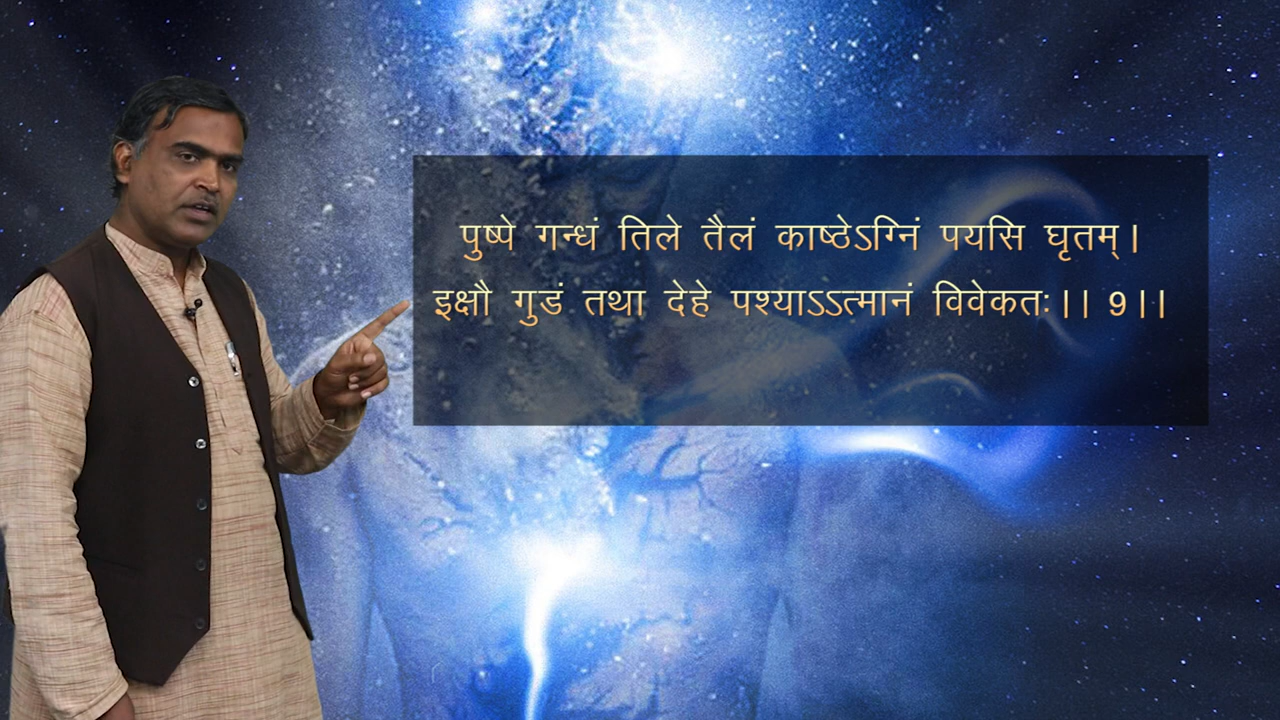 पुष्पे गन्धं तिले तैलं काष्ठेऽग्निं पयसि घृतम् ।
इक्षौ गुडं तथा देहे पश्याऽऽत्मानं विवेकतः ।। 9 ।।